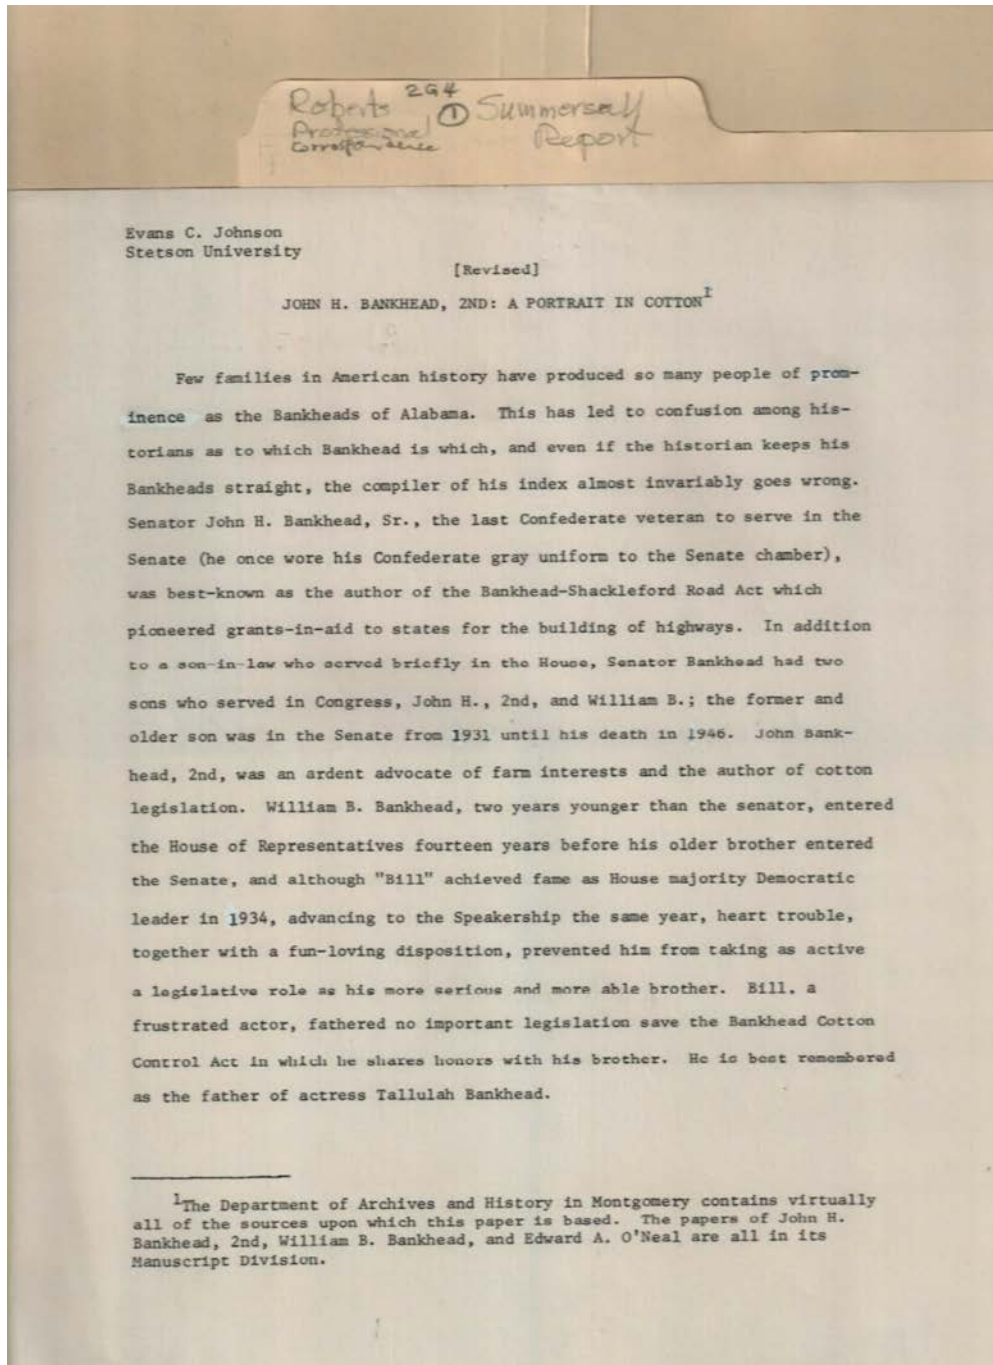 Roberts 2G4 ① Summersell
Professional Report
Correspondence
Evans C. Johnson
Stetson University
[Revised]
JOHN H. BANKHEAD, 2ND: A PORTRAIT IN COTTON1
Few families in American history have produced so many people of prom-
inence as the Bankheads of Alabama. This has led to confusion among his-
torians as to which Bankhead is which, and even if the historian keeps his
Bankheads straight, the compiler of his index almost invariably goes wrong.
Senator John H. Bankhead, Sr., the last Confederate veteran to serve in the
Senate (he once wore his Confederate gray uniform to the Senate chamber),
was best-known as the author of the Bankhead-Shackleford Road Act which
pioneered grants-in-aid to states for the building of highways. In addition
to a son-in-law who served briefly in the House, Senator Bankhead had two
sons who served in Congress, John H., 2nd, and William B.; the former and
older son was in the Senate from 1931 until his death in 1946. John Bank-
head, 2nd, was an ardent advocate of farm interests and the author of cotton
legislation. William B. Bankhead, two years younger than the senator, entered
the House of Representatives fourteen years before his older brother entered
the Senate, and although "Bill" achieved fame as House majority Democratic
leader in 1934, advancing to the Speakership the same year, heart trouble,
together with a fun-loving disposition, prevented him from taking as active
a legislative role as his more serious and more able brother. Bill, a
frustrated actor, fathered no important legislation save the Bankhead Cotton
Control Act in which he shares honors with his brother. He is best remembered
as the father of actress Tallulah Bankhead.
1The Department of Archives and History in Montgomery contains virtually
all of the sources upon which this paper is based. The papers of John H.
Bankhead, 2nd, William B. Bankhead, and Edward A. O'Neal are all in its
Manuscript Division.